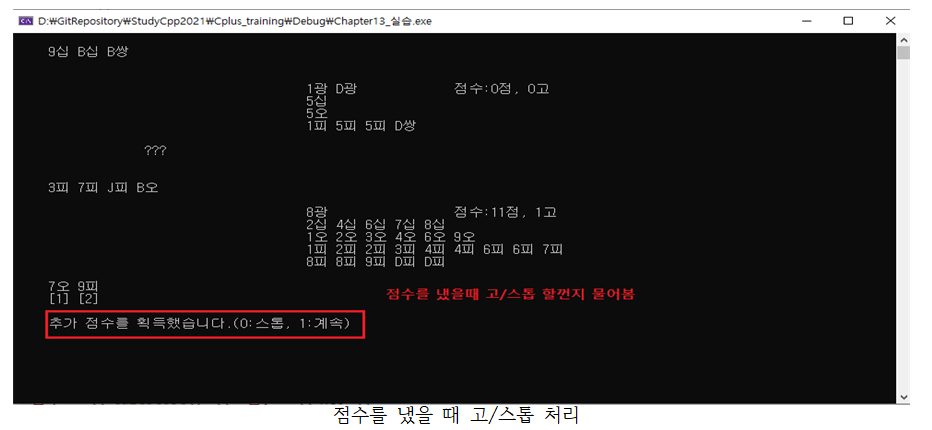 D:￦GitRepository￦StudyCpp2021￦Cplus_training￦Debug￦Chapter13_실습.exe
9십 B십 B쌍
1광 D광 점수:0점, 0고
5십
5오
1피 5피 5피 D쌍
???
3피 7피 J피 B오
8광 점수:11점, 1고
2십 4십 6십 7십 8십
1오 2오 3오 4오 6오 9오
1피 2피 2피 3피 4피 4피 6피 6피 7피
8피 8피 9피 D피 D피
7오 9피
[1] [2]
점수를 냈을때 고/스톱 할껀지 물어봄
추가 점수를 획득했습니다.(0:스톱, 1:계속)
점수를 냈을 때 고/스톱 처리